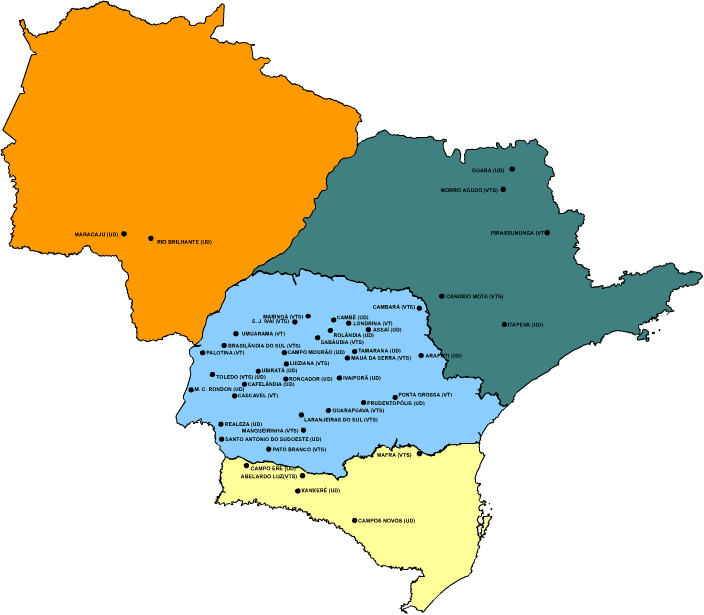 GUARÁ (UD)
MORRO AGUDO (VTS)
PIRASSUNUNGA (VTS)
MARACAJU (UD)
RIO BRILHANTE (UD)
CÂNDIDO MOTA (VTS)
CAMBARÁ (VTS)
MARINGÁ (VTS)
CAMBÉ (UD)
S. J. IVAÍ (VTS)
LONDRINA (VT)
ITAPEVA (UD)
ASSAÍ (UD)
UMUARAMA (VT)
ROLÂNDIA (UD)
SABÁUDIA (VTS)
BRASILÂNDIA DO SUL (VTS)
PALOTINA (VT)
CAMPO MOURÃO (UD)
TAMARANA (UD)
ARAPOTI (UD)
MAUÁ DA SERRA (VTS)
LUIZIANA (VTS)
UBIRATÃ (UD)
TOLEDO (VTS) (UD)
RONCADOR (UD)
IVAIPORÃ (UD)
CAFELÂNDIA (UD)
M. C. RONDON (UD)
CASCAVEL (VT)
PONTA GROSSA (VT)
PRUDENTÓPOLIS (UD)
GUARAPUAVA (VTS)
LARANJEIRAS DO SUL (VTS)
REALEZA (UD)
MANGUEIRINHA (VTS)
SANTO ANTONIO DO SUDOESTE (UD)
PATO BRANCO (VTS)
MAFRA (VTS)
CAMPO ERÊ (UD)
ABELARDO LUZ(VTS)
XANXERÊ (UD)
CAMPOS NOVOS (UD)